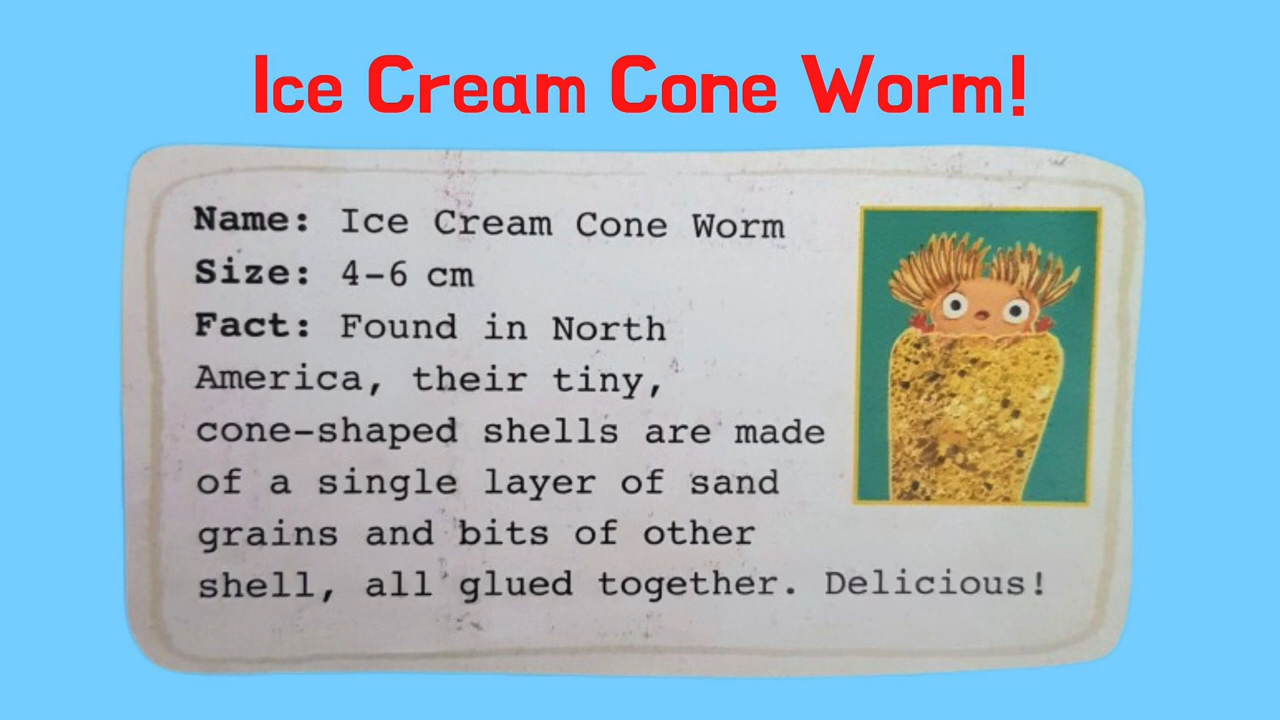 Ice Cream Cone Worm!
Name: Ice Cream Cone Worm
Size: 4-6 cm
Fact: Found in North
America, their tiny,
cone-shaped shells are made
of a single layer of sand
grains and bits of other
shell, all glued together. Delicious!